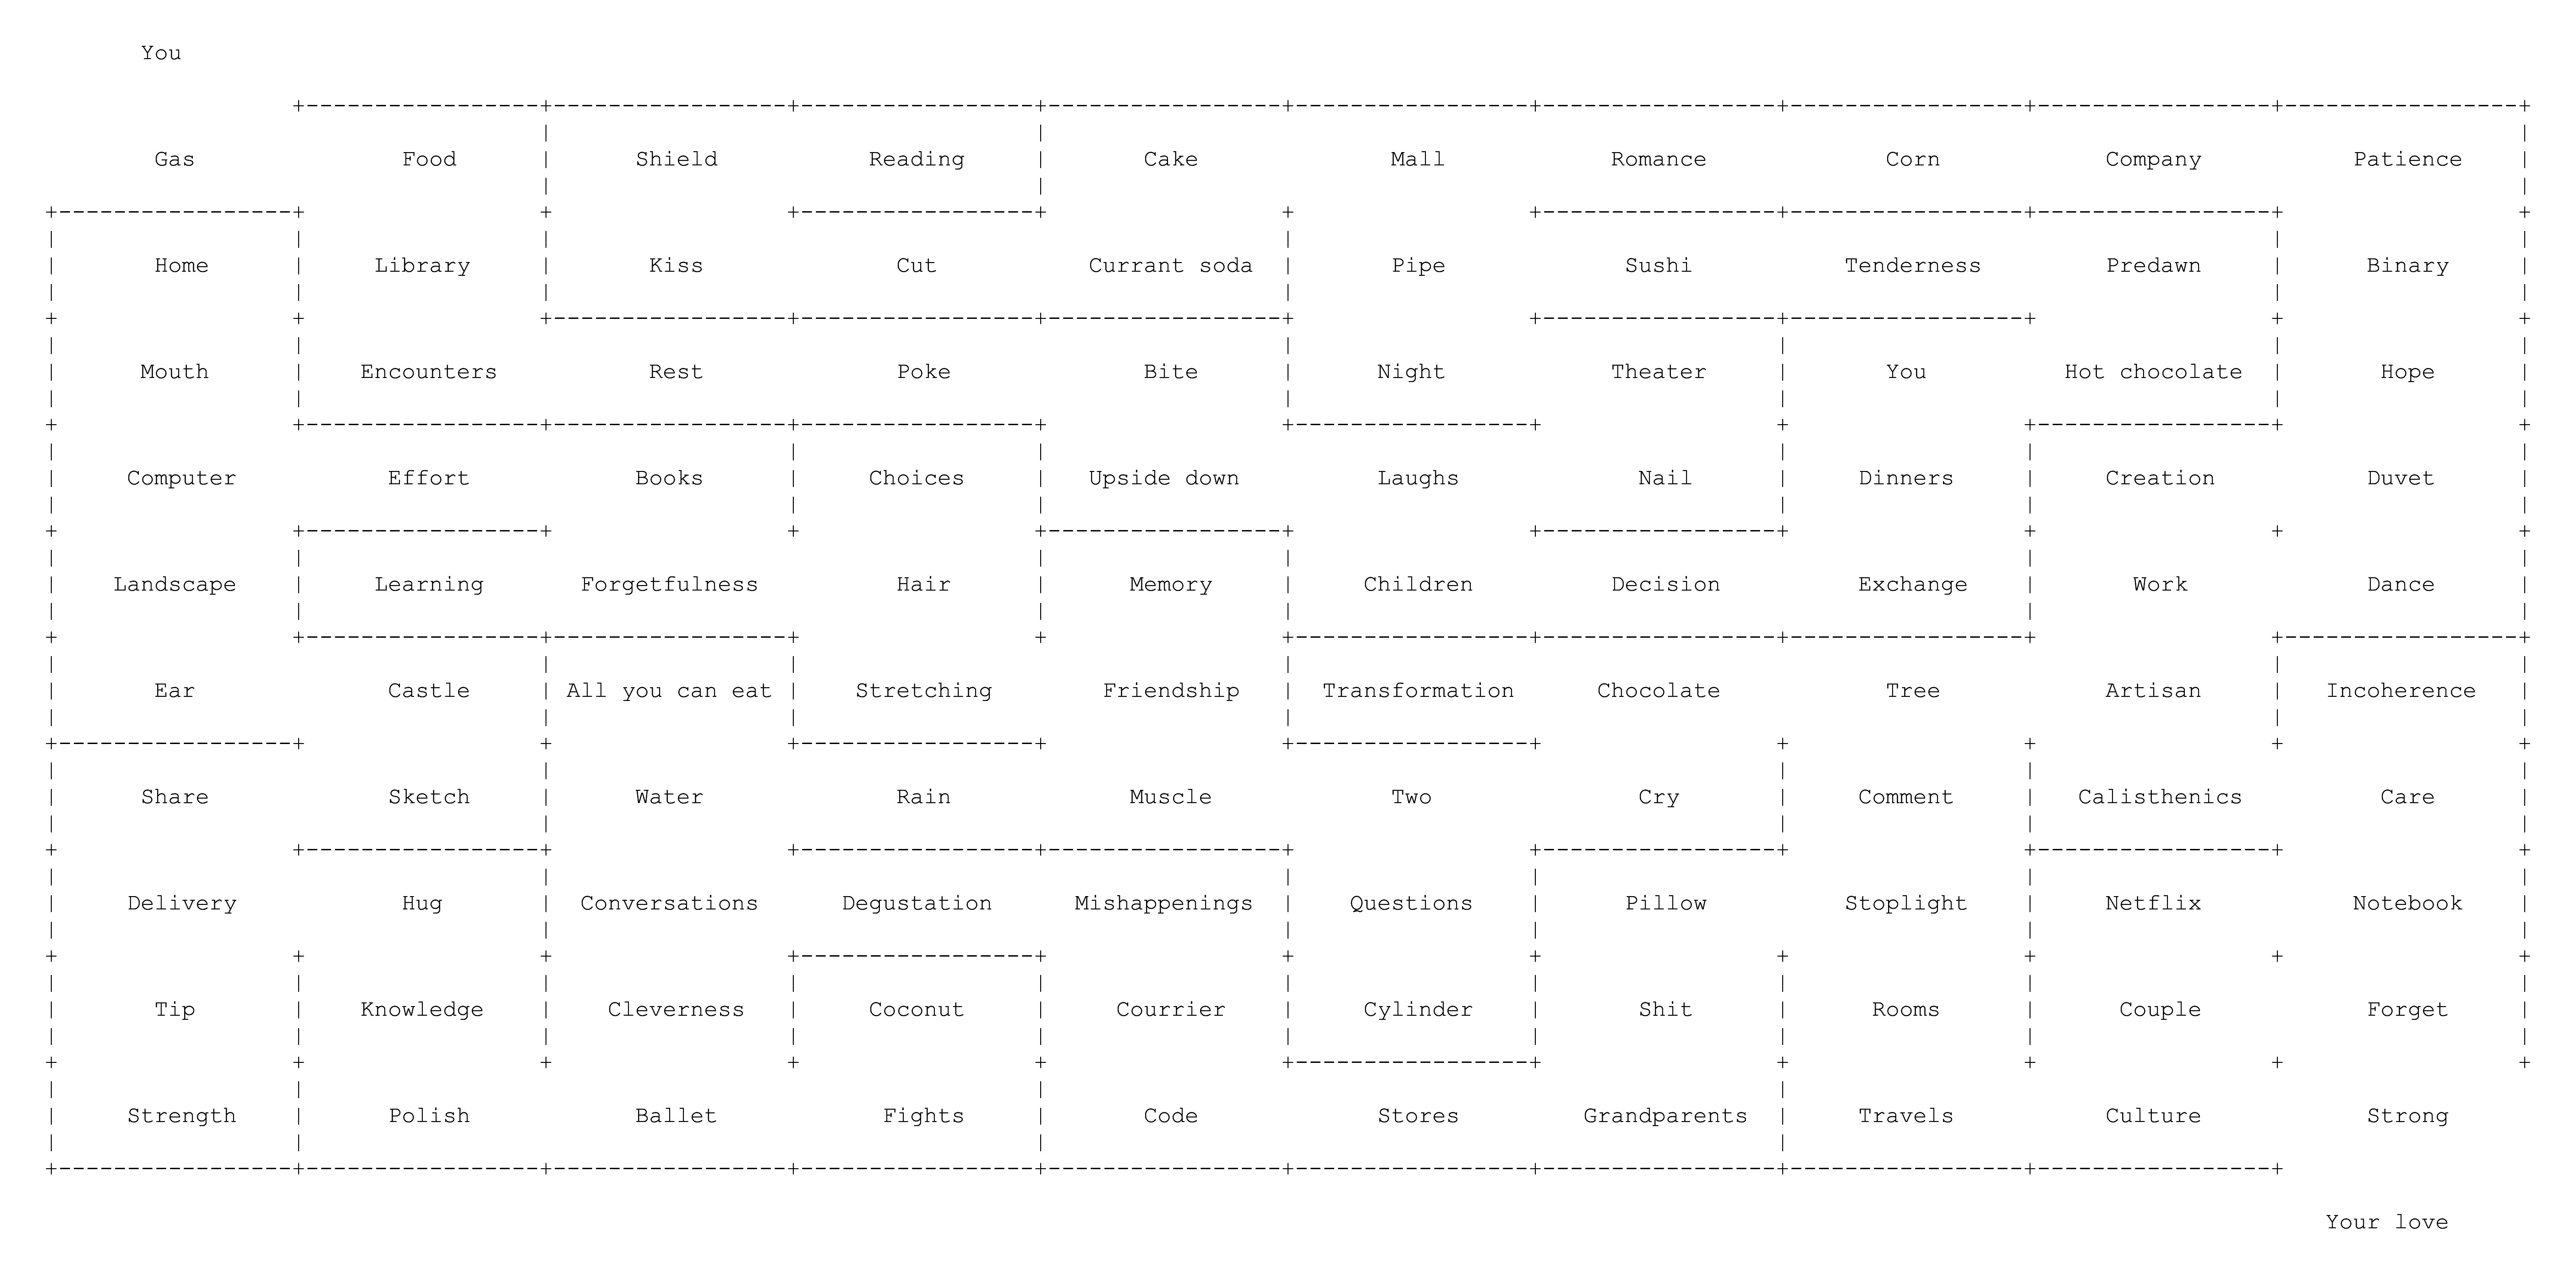 You
Gas Food Shield Reading Cake Mall Romance Corn Company Patience
Home Library Kiss Cut Currant soda Pipe Sushi Tenderness Predawn Binary
Mouth Encounters Rest Poke Bite Night Theater You Hot chocolate Hope
Computer Effort Books Choices Upside down Laughs Nail Dinners Creation Duvet
Landscape Learning Forgetfulness Hair Memory Children Decision Exchange Work Dance
Ear Castle All you can eat Stretching Friendship Transformation Chocolate Tree Artisan Incoherence
Share Sketch Water Rain Muscle Two Cry Comment Calisthenics Care
Delivery Hug Conversations Degustation Mishappenings Questions Pillow Stoplight Netflix Notebook
Tip Knowledge Cleverness Coconut Courrier Cylinder Shit Rooms Couple Forget
Strength Polish Ballet Fights Code Stores Grandparents Travels Culture Strong
Your love